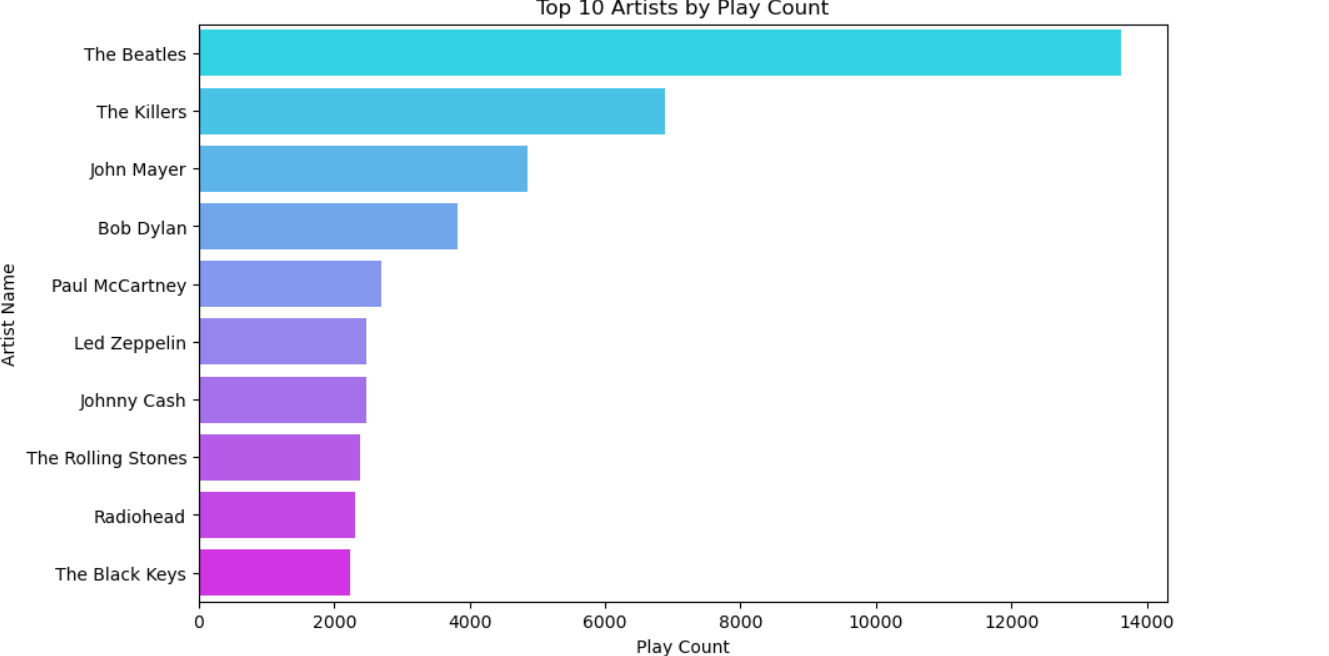 Top 10 Artists by Play Count
The Beatles
The Killers
John Mayer
Bob Dylan
Paul McCartney
Led Zeppelin
Johnny Cash
The Rolling Stones
Radiohead
The Black Keys
Artist Name
0 2000 4000 6000 8000 10000 12000 14000
Play Count